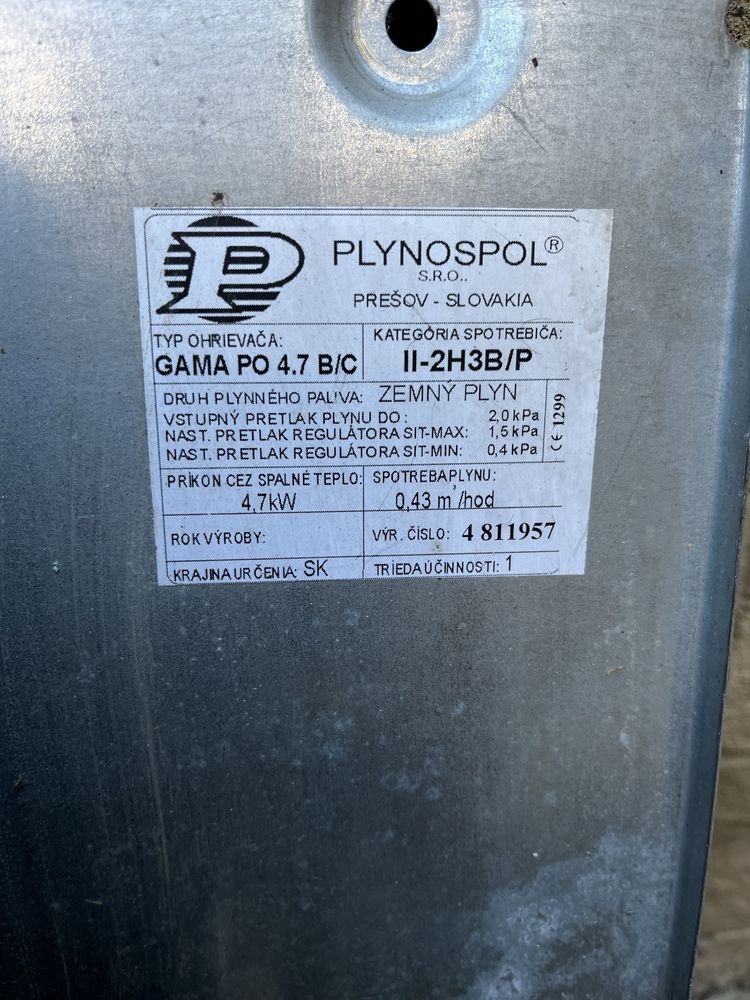 P
PLYNOSPOL®
S.R.O..
PREŠOV - SLOVAKIA
TYP OHRIEVAČA:
GAMA PO 4.7 B/C
KATEGÓRIA SPOTREBIČA:
II-2H3B/P
DRUH PLYNNÉHO PALIVA: ZEMNÝ PLYN
VSTUPNÝ PRETLAK PLYNU DO: 2,0 kPa
NAST. PRETLAK REGULÁTORA SIT-MAX: 1,5 kPa
NAST. PRETLAK REGULÁTORA SIT-MIN: 0,4 kPa
CE 1299
PRÍKON CEZ SPALNÉ TEPLO:
4,7kW
SPOTREBA PLYNU:
0,43 m³/hod
ROK VÝROBY:
VÝR. ČÍSLO: 4 811957
KRAJINA URČENIA: SK
TRIEDA ÚČINNOSTI: 1